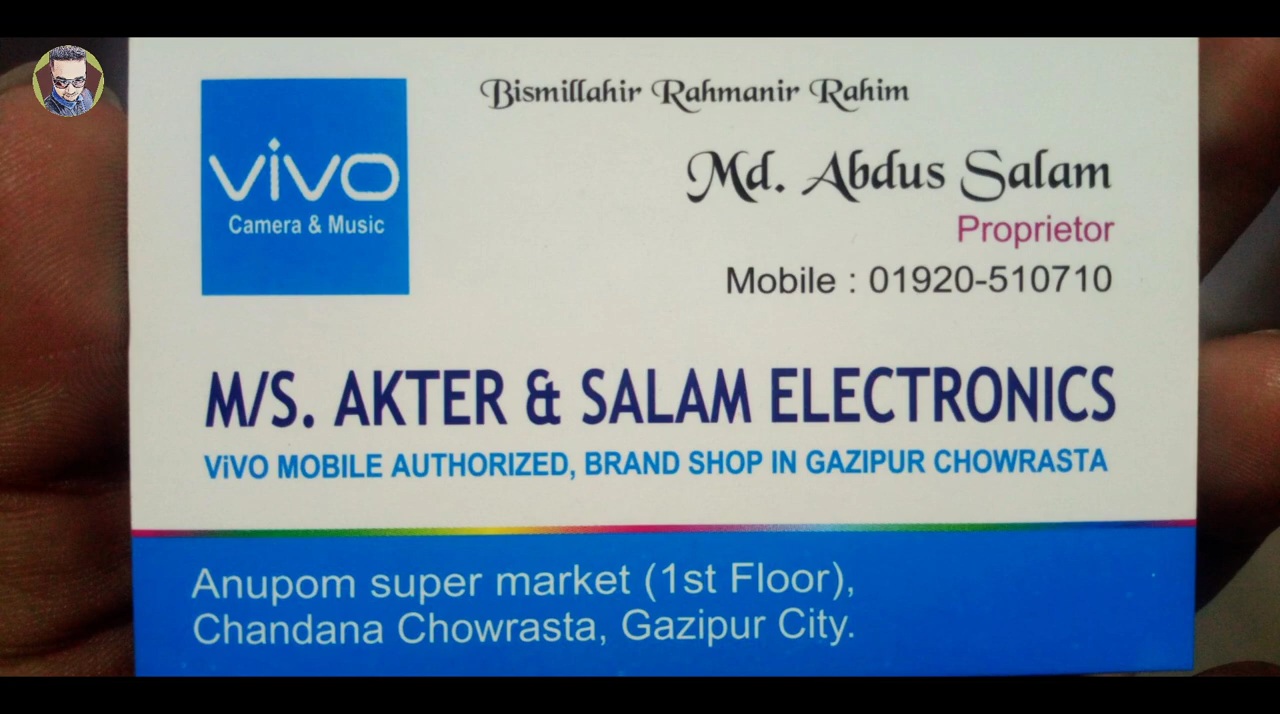 Bismillahir Rahmanir Rahim
vivo
Camera & Music
Md. Abdus Salam
Proprietor
Mobile : 01920-510710
M/S. AKTER & SALAM ELECTRONICS
ViVO MOBILE AUTHORIZED, BRAND SHOP IN GAZIPUR CHOWRASTA
Anupom super market (1st Floor),
Chandana Chowrasta, Gazipur City.